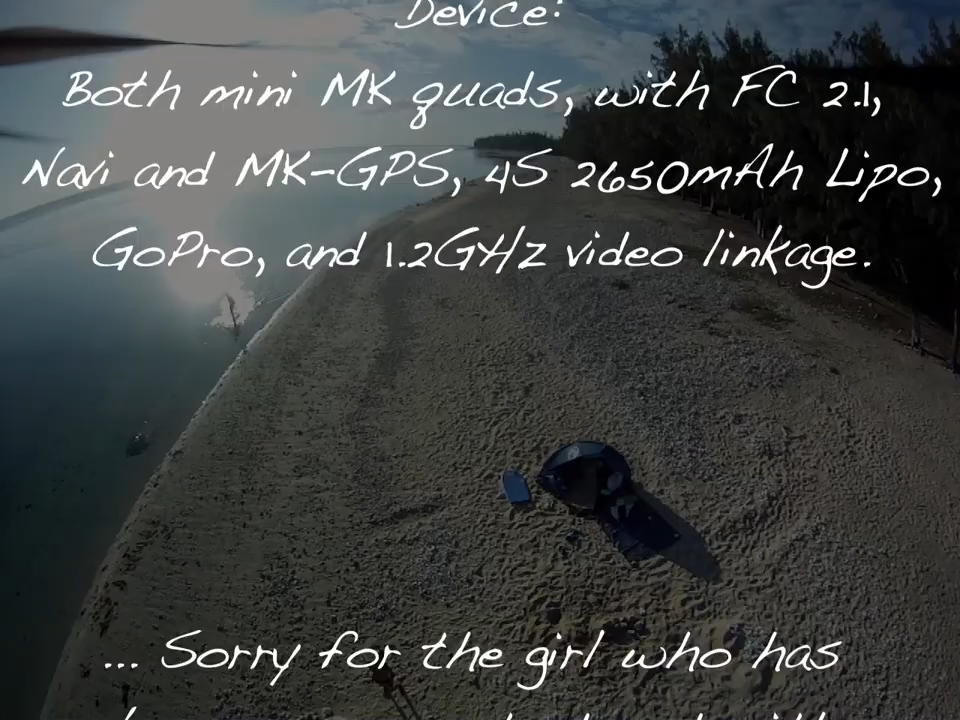 Device:
Both mini MK quads, with FC 2.1,
Navi and MK-GPS, 4S 2650mAh Lipo,
GoPro, and 1.2GHz video linkage.
... Sorry for the girl who has